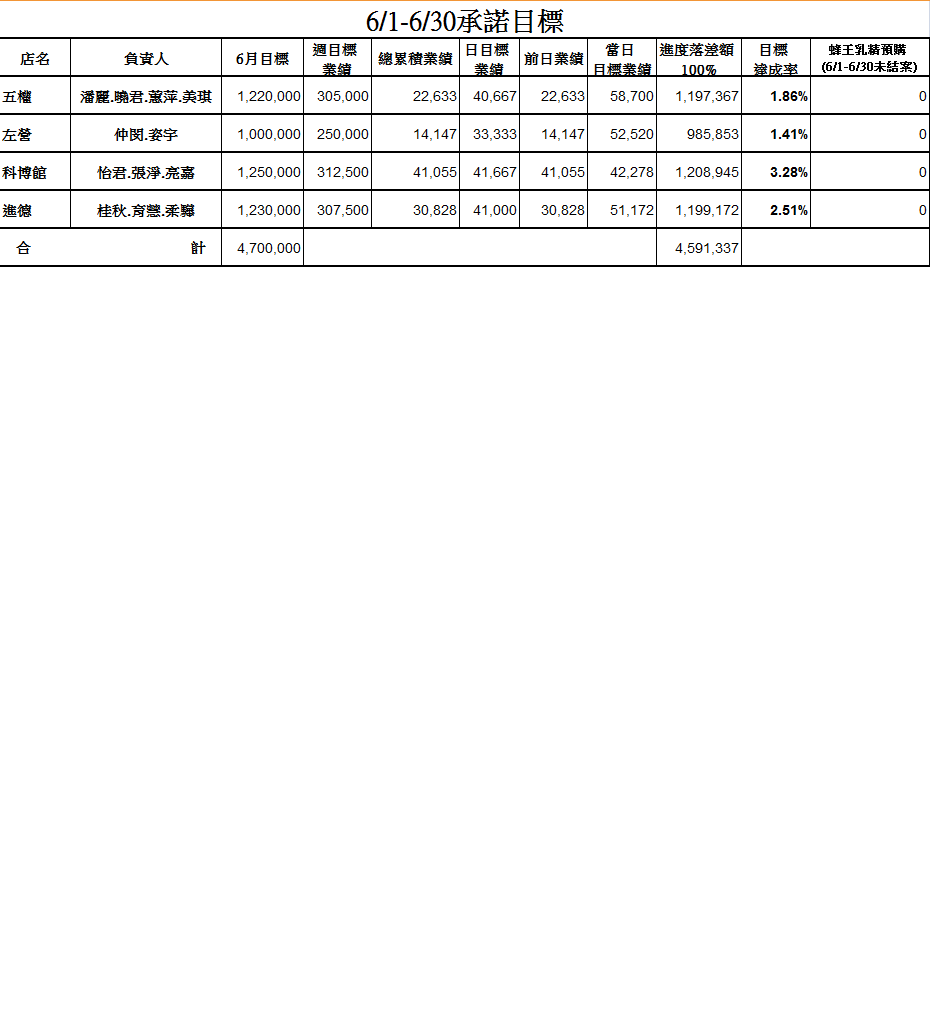 6/1-6/30承諾目標
店名 負責人 6月目標 週目標業績 總累積業績 日目標業績 前日業績 當日目標業績 進度落差額100% 目標達成率 蜂王乳精預購(6/1-6/30未結案)
五權 潘麗.曉君.蕙萍.美琪 1,220,000 305,000 22,633 40,667 22,633 58,700 1,197,367 1.86% 0
左營 仲閔.姿宇 1,000,000 250,000 14,147 33,333 14,147 52,520 985,853 1.41% 0
科博館 怡君.張淨.亮嘉 1,250,000 312,500 41,055 41,667 41,055 42,278 1,208,945 3.28% 0
進德 桂秋.育慧.柔驊 1,230,000 307,500 30,828 41,000 30,828 51,172 1,199,172 2.51% 0
合計 4,700,000 4,591,337